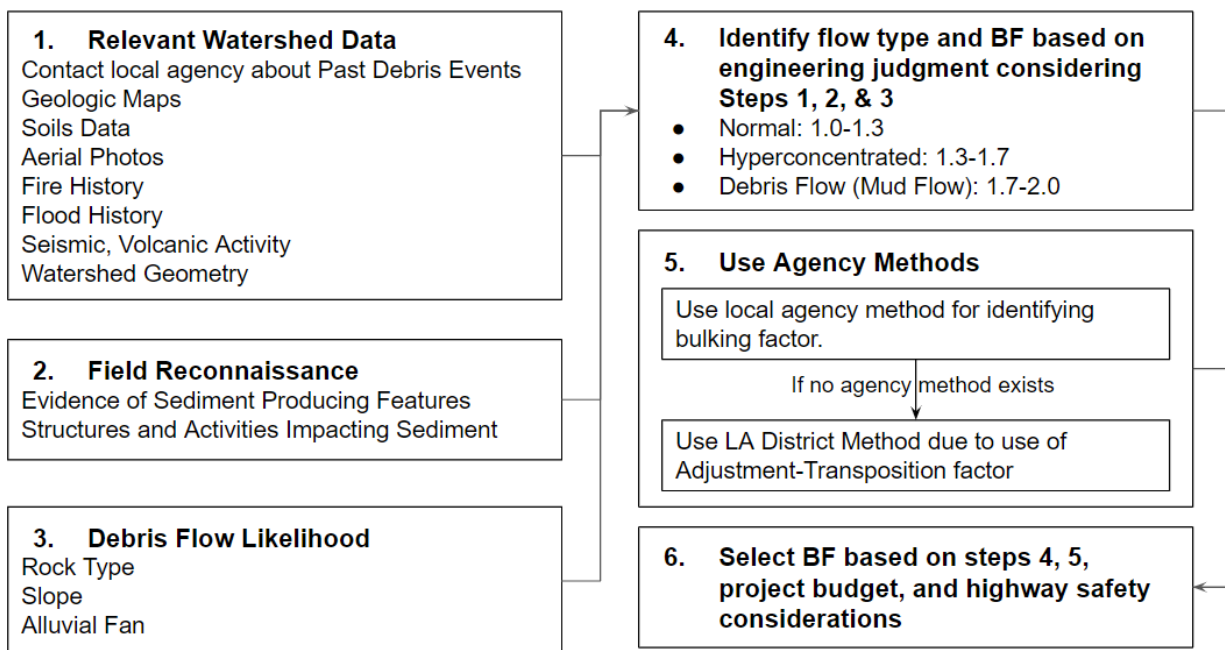 1. Relevant Watershed Data
Contact local agency about Past Debris Events
Geologic Maps
Soils Data
Aerial Photos
Fire History
Flood History
Seismic, Volcanic Activity
Watershed Geometry
2. Field Reconnaissance
Evidence of Sediment Producing Features
Structures and Activities Impacting Sediment
3. Debris Flow Likelihood
Rock Type
Slope
Alluvial Fan
4. Identify flow type and BF based on
engineering judgment considering
Steps 1, 2, & 3
● Normal: 1.0-1.3
● Hyperconcentrated: 1.3-1.7
● Debris Flow (Mud Flow): 1.7-2.0
5. Use Agency Methods
Use local agency method for identifying
bulking factor.
If no agency method exists
Use LA District Method due to use of
Adjustment-Transposition factor
6. Select BF based on steps 4, 5,
project budget, and highway safety
considerations